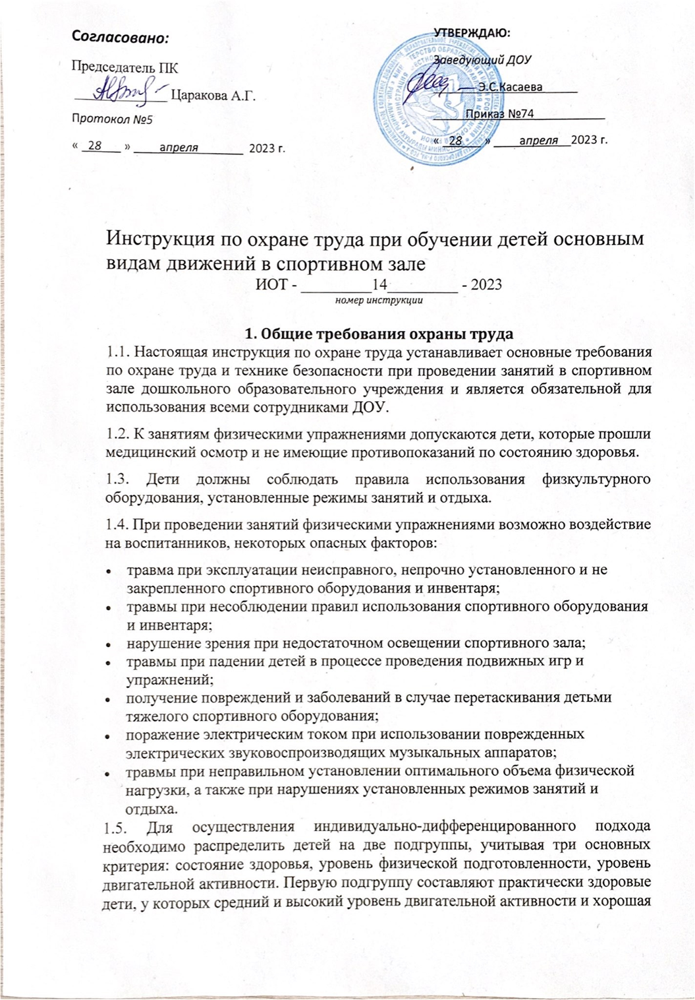 Согласовано:
Председатель ПК
______________ Царакова А.Г.
Протокол №5
« 28 » апреля 2023 г.
УТВЕРЖДАЮ:
Заведующий ДОУ
Э.С.Касаева
Приказ №74
« 28 » апреля 2023 г.
Инструкция по охране труда при обучении детей основным
видам движений в спортивном зале
ИОТ - _________14_________ - 2023
номер инструкции
1. Общие требования охраны труда
1.1. Настоящая инструкция по охране труда устанавливает основные требования
по охране труда и технике безопасности при проведении занятий в спортивном
зале дошкольного образовательного учреждения и является обязательной для
использования всеми сотрудниками ДОУ.
1.2. К занятиям физическими упражнениями допускаются дети, которые прошли
медицинский осмотр и не имеющие противопоказаний по состоянию здоровья.
1.3. Дети должны соблюдать правила использования физкультурного
оборудования, установленные режимы занятий и отдыха.
1.4. При проведении занятий физическими упражнениями возможно воздействие
на воспитанников, некоторых опасных факторов:
• травма при эксплуатации неисправного, непрочно установленного и не
закрепленного спортивного оборудования и инвентаря;
• травмы при несоблюдении правил использования спортивного оборудования
и инвентаря;
• нарушение зрения при недостаточном освещении спортивного зала;
• травмы при падении детей в процессе проведения подвижных игр и
упражнений;
• получение повреждений и заболеваний в случае перетаскивания детьми
тяжелого спортивного оборудования;
• поражение электрическим током при использовании поврежденных
электрических звуковоспроизводящих музыкальных аппаратов;
• травмы при неправильном установлении оптимального объема физической
нагрузки, а также при нарушениях установленных режимов занятий и
отдыха.
1.5. Для осуществления индивидуально-дифференцированного подхода
необходимо распределить детей на две подгруппы, учитывая три основных
критерия: состояние здоровья, уровень физической подготовленности, уровень
двигательной активности. Первую подгруппу составляют практически здоровые
дети, у которых средний и высокий уровень двигательной активности и хорошая